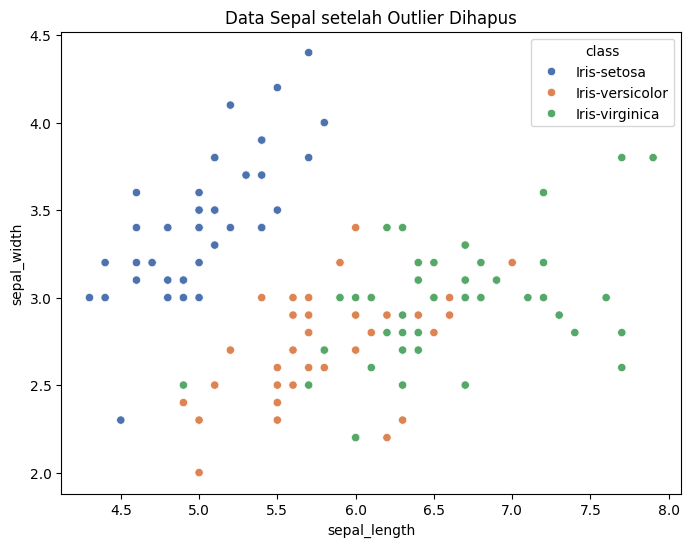 Data Sepal setelah Outlier Dihapus
class
Iris-setosa
Iris-versicolor
Iris-virginica
sepal_width
4.5
4.0
3.5
3.0
2.5
2.0
4.5 5.0 5.5 6.0 6.5 7.0 7.5 8.0
sepal_length